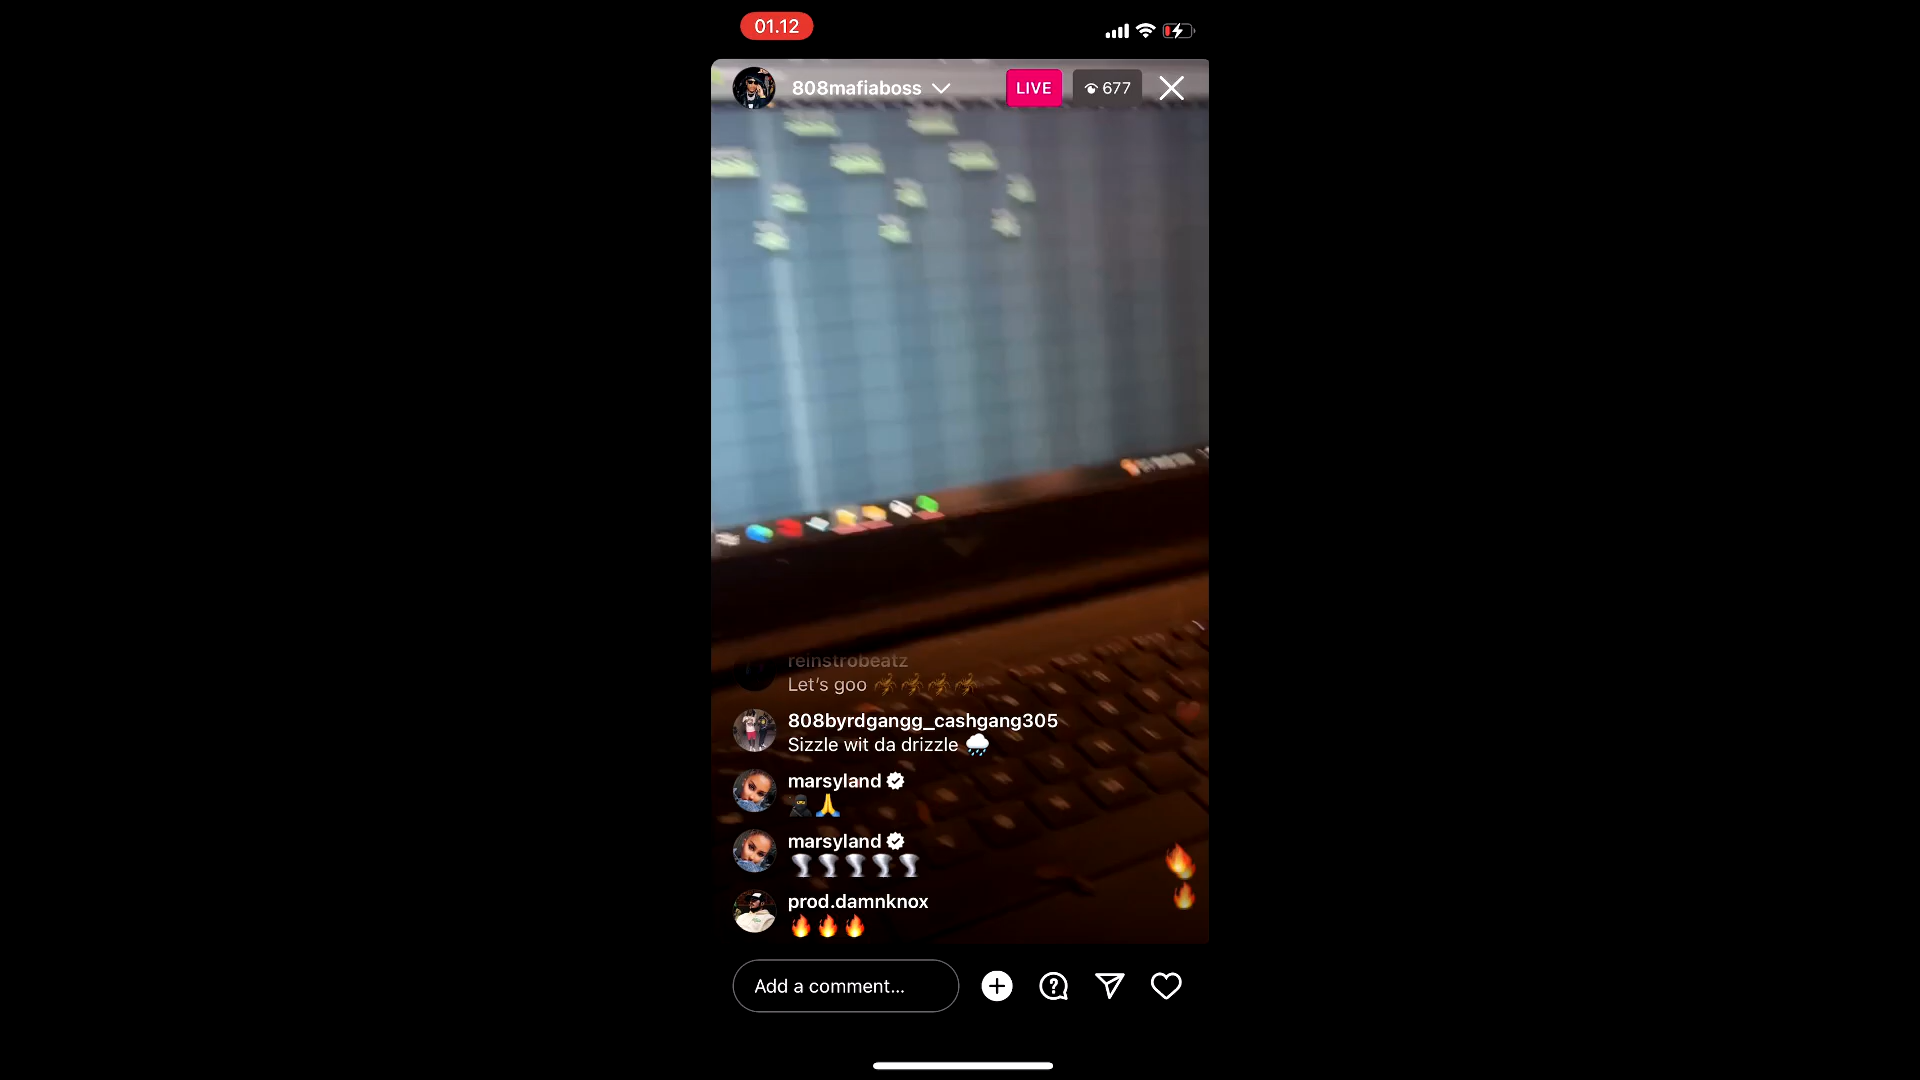 01.12
808mafiaboss
LIVE
677
reinstrobeatz
Let's goo 🦂🦂🦂🦂
808byrdgangg_cashgang305
Sizzle wit da drizzle 🌧️
marsyland
🥷🙏
marsyland
🌪️🌪️🌪️🌪️🌪️
prod.damnknox
🔥🔥🔥
Add a comment...